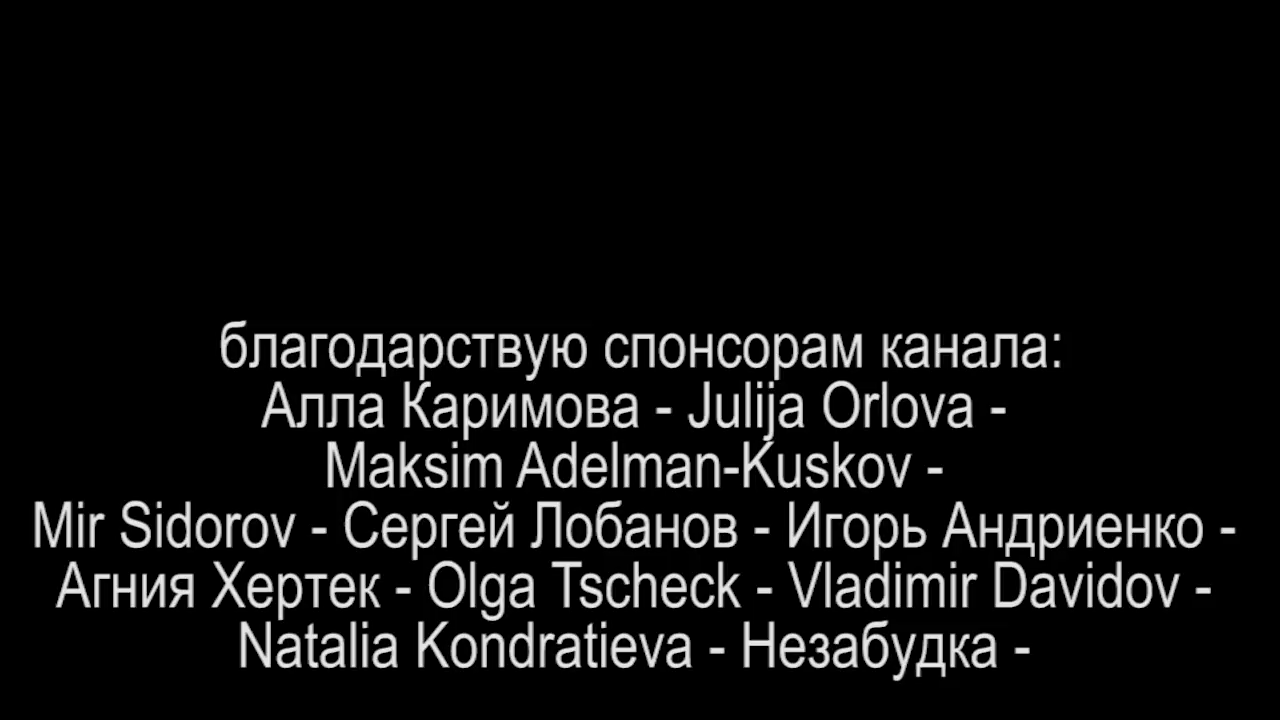 благодарствую спонсорам канала:
Алла Каримова - Julija Orlova -
Maksim Adelman-Kuskov -
Mir Sidorov - Сергей Лобанов - Игорь Андриенко -
Агния Хертек - Olga Tscheck - Vladimir Davidov -
Natalia Kondratieva - Незабудка -